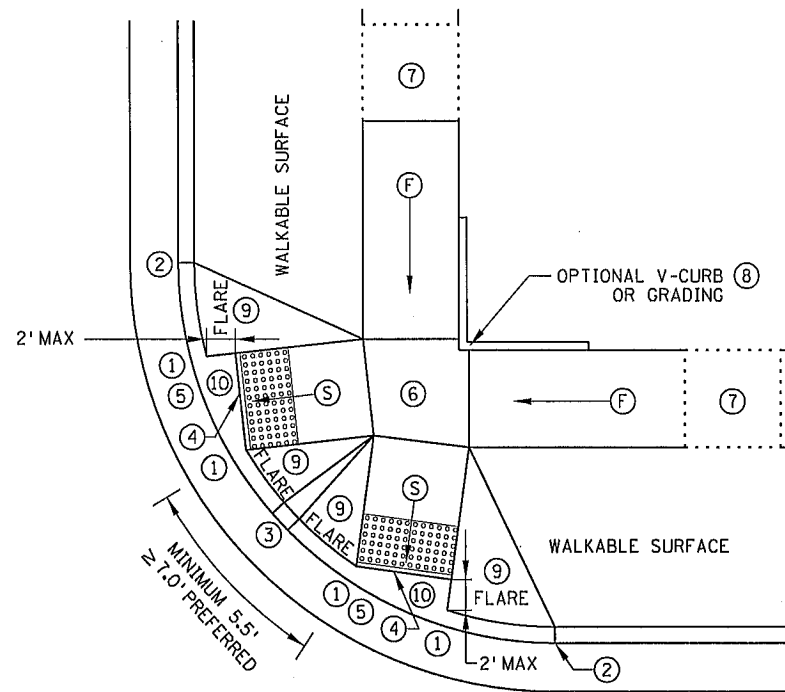 ⑦
WALKABLE SURFACE
Ⓕ
②
OPTIONAL V-CURB ⑧
OR GRADING
FLARE
⑨
2' MAX
①
⑤
⑩
Ⓢ
⑥
Ⓕ
⑦
④
①
⑨
FLARE
③
⑨
FLARE
Ⓢ
WALKABLE SURFACE
MINIMUM 5.5'
≥ 7.0' PREFERRED
⑨
FLARE
①
⑤
⑩
④
①
2' MAX
②